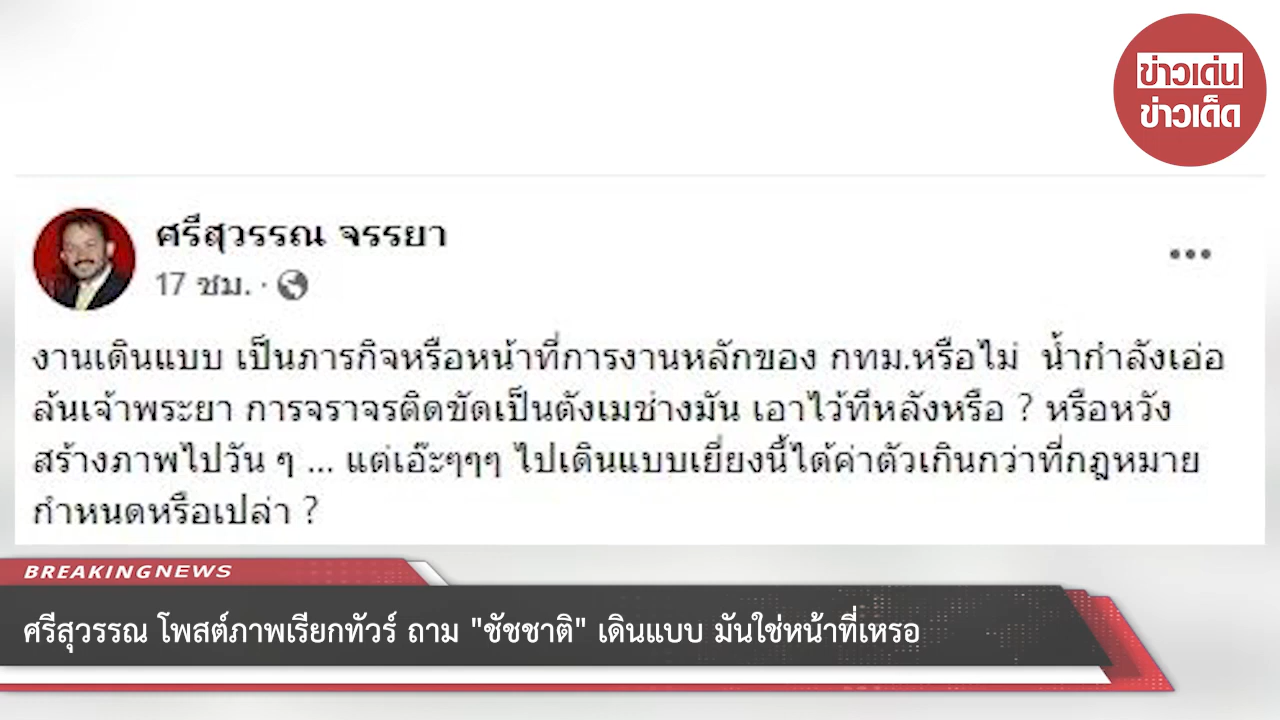 ข่าวเด่น
ข่าวเด็ด
ศรีสุวรรณ จรรยา
17 ชม. ·
งานเดินแบบ เป็นภารกิจหรือหน้าที่การงานหลักของ กทม.หรือไม่ น้ำกำลังเอ่อ
ล้นเจ้าพระยา การจราจรติดขัดเป็นตังเมช่างมัน เอาไว้ทีหลังหรือ ? หรือหวัง
สร้างภาพไปวัน ๆ ... แต่เอ๊ะๆๆๆ ไปเดินแบบเยี่ยงนี้ได้ค่าตัวเกินกว่าที่กฎหมาย
กำหนดหรือเปล่า ?
BREAKINGNEWS
ศรีสุวรรณ โพสต์ภาพเรียกทัวร์ ถาม "ชัชชาติ" เดินแบบ มันใช่หน้าที่เหรอ